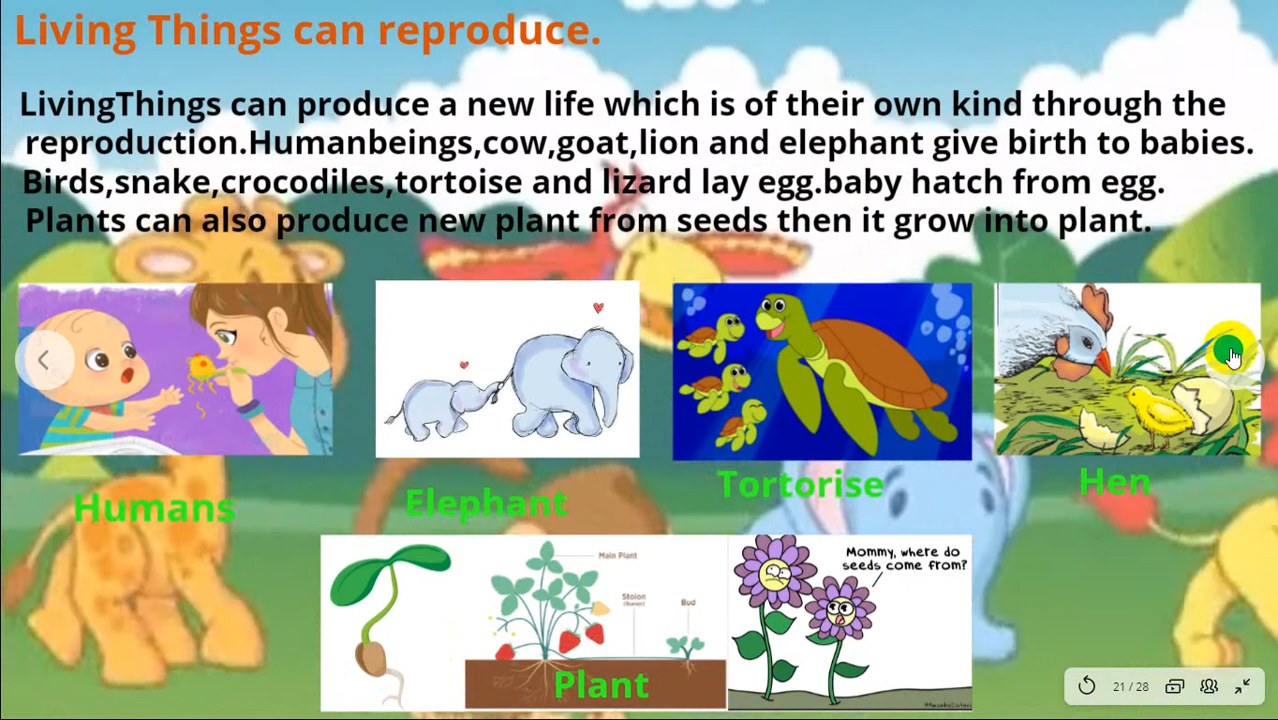 Living Things can reproduce.
LivingThings can produce a new life which is of their own kind through the
reproduction.Humanbeings,cow,goat,lion and elephant give birth to babies.
Birds,snake,crocodiles,tortoise and lizard lay egg.baby hatch from egg.
Plants can also produce new plant from seeds then it grow into plant.
Humans
Elephant
Tortorise
Hen
Main Plant
Stolon
(Runner)
Bud
Mommy, where do
seeds come from?
Plant
21 / 28